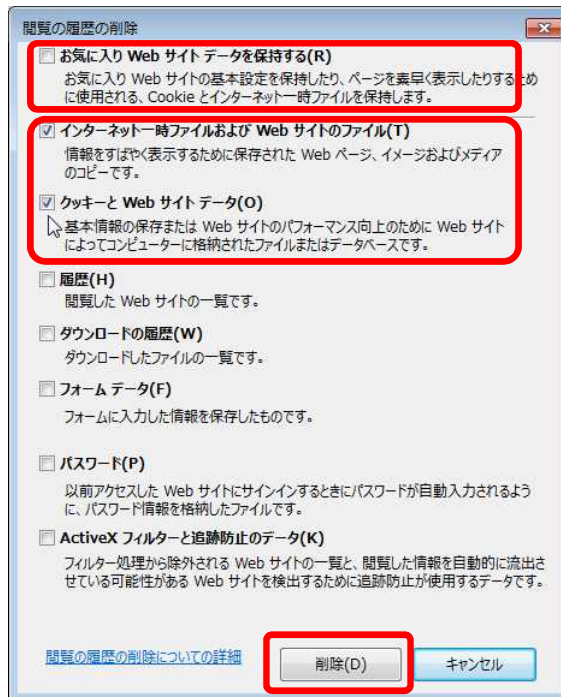 閲覧の履歴の削除
お気に入り Web サイト データを保持する(R)
お気に入り Web サイトの基本設定を保持したり、ページを素早く表示したりするため
に使用される、Cookie とインターネット一時ファイルを保持します。
インターネット一時ファイルおよび Web サイトのファイル(T)
情報をすばやく表示するために保存された Web ページ、イメージおよびメディア
のコピーです。
クッキーと Web サイト データ(O)
基本情報の保存または Web サイトのパフォーマンス向上のために Web サイト
によってコンピューターに格納されたファイルまたはデータベースです。
履歴(H)
閲覧した Web サイトの一覧です。
ダウンロードの履歴(W)
ダウンロードしたファイルの一覧です。
フォーム データ(F)
フォームに入力した情報を保存したものです。
パスワード(P)
以前アクセスした Web サイトにサインインするときにパスワードが自動入力されるよう
に、パスワード情報を格納したファイルです。
ActiveX フィルターと追跡防止のデータ(K)
フィルター処理から除外される Web サイトの一覧と、閲覧した情報を自動的に流出さ
せている可能性がある Web サイトを検出するために追跡防止が使用するデータです。
閲覧の履歴の削除についての詳細
削除(D)
キャンセル